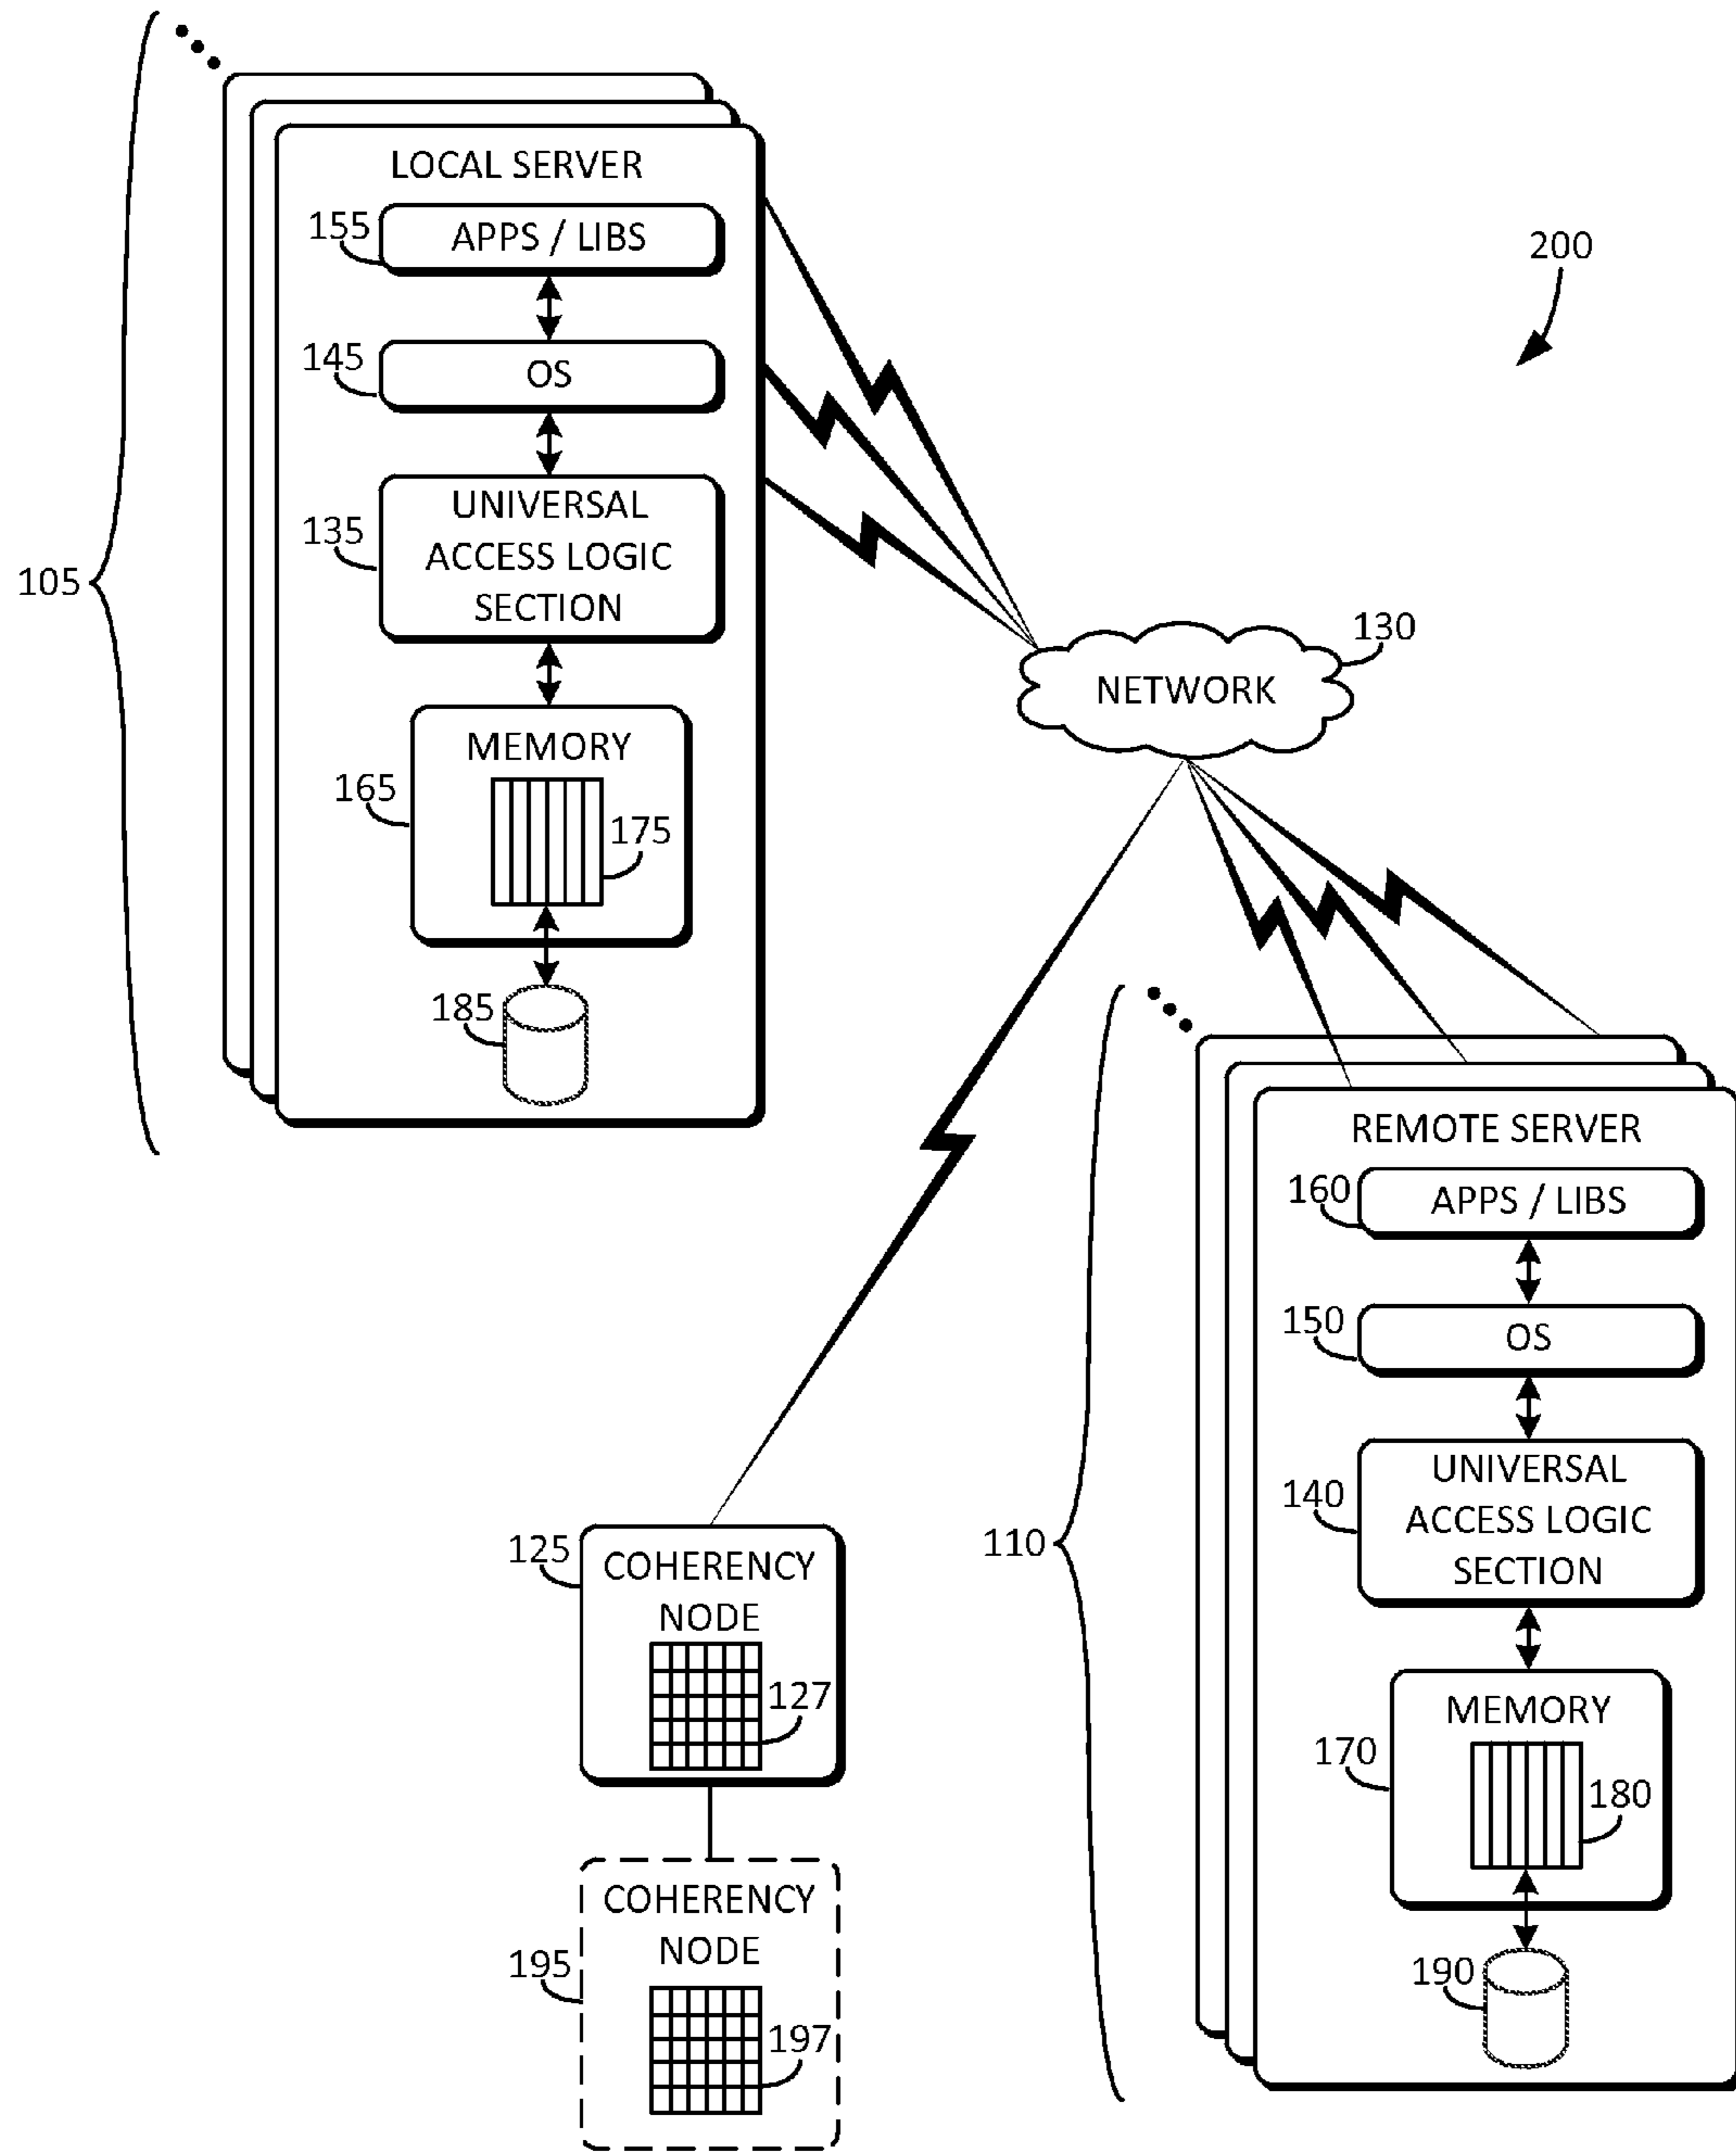 LOCAL SERVER
155
APPS / LIBS
200
145
OS
135
UNIVERSAL
ACCESS LOGIC
SECTION
105
130
NETWORK
MEMORY
165
175
185
REMOTE SERVER
160
APPS / LIBS
150
OS
140
UNIVERSAL
ACCESS LOGIC
SECTION
110
125
COHERENCY
NODE
127
MEMORY
170
180
COHERENCY
NODE
195
197
190